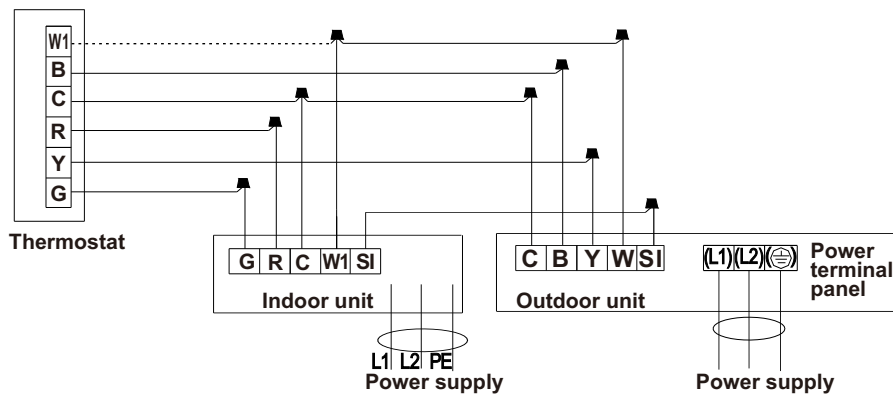 W1
B
C
R
Y
G
Thermostat
G R C W1 SI
Indoor unit
L1 L2 PE
Power supply
C B Y W SI
Outdoor unit
(L1) (L2) (⏚)
Power
terminal
panel
Power supply